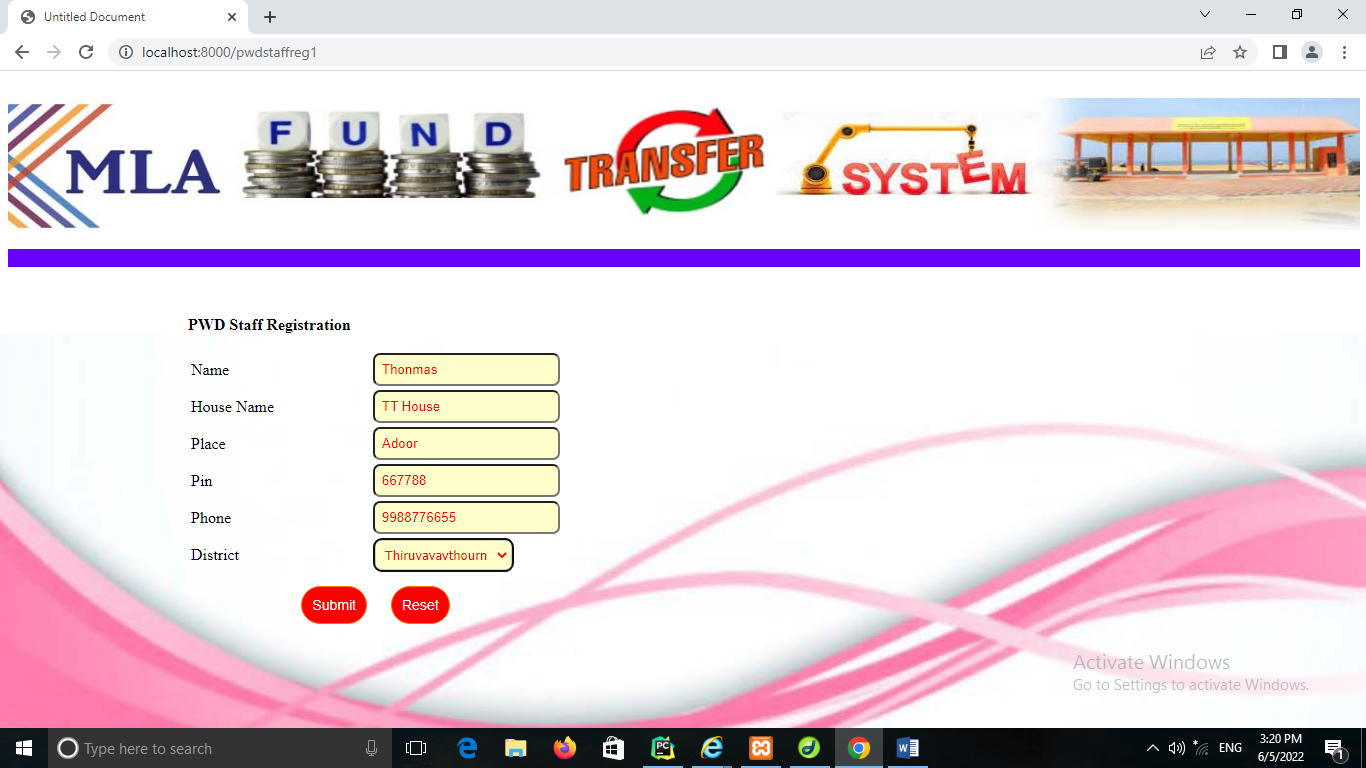 Untitled Document
localhost:8000/pwdstaffreg1
MLA FUND TRANSFER SYSTEM
PWD Staff Registration
Name Thonmas
House Name TT House
Place Adoor
Pin 667788
Phone 9988776655
District Thiruvavavthourn
Submit Reset
Activate Windows
Go to Settings to activate Windows.
Type here to search
ENG
3:20 PM
6/5/2022
1